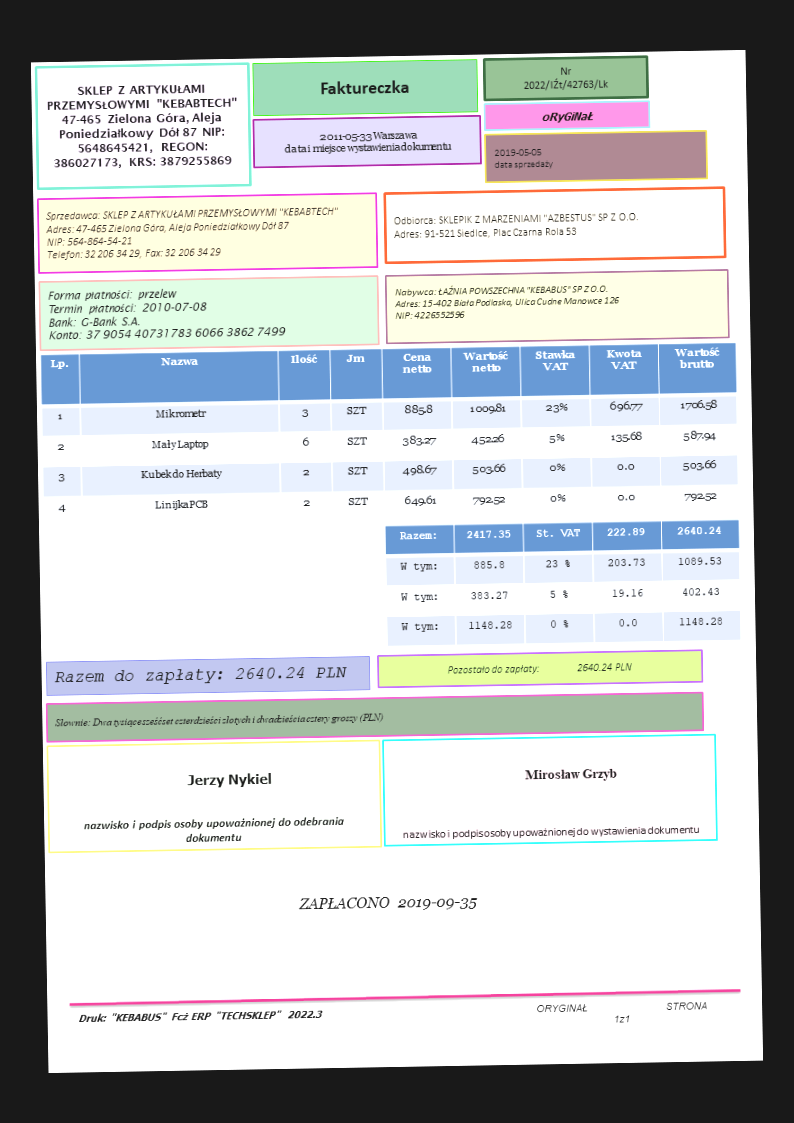 SKLEP Z ARTYKUŁAMI
PRZEMYSŁOWYMI "KEBABTECH"
47-465 Zielona Góra, Aleja
Poniedziałkowy Dół 87 NIP:
5648645421, REGON:
386027173, KRS: 3879255869
Faktureczka
2011-05-33 Warszawa
data i miejsce wystawienia dokumentu
Nr
2022/IŹt/42763/Lk
oRyGiNaŁ
2019-05-05
data sprzedaży
Sprzedawca: SKLEP Z ARTYKUŁAMI PRZEMYSŁOWYMI "KEBABTECH"
Adres: 47-465 Zielona Góra, Aleja Poniedziałkowy Dół 87
NIP: 564-864-54-21
Telefon: 32 206 34 29, Fax: 32 206 34 29
Odbiorca: SKLEPIK Z MARZENIAMI "AZBESTUS" SP Z O.O.
Adres: 91-521 Siedlce, Plac Czarna Rola 53
Forma płatności: przelew
Termin płatności: 2010-07-08
Bank: G-Bank S.A.
Konto: 37 9054 40731783 6066 3862 7499
Nabywca: ŁAŹNIA POWSZECHNA "KEBABUS" SP Z O.O.
Adres: 15-402 Biała Podlaska, Ulica Cudne Manowce 126
NIP: 4226552596
Lp. Nazwa Ilość Jm Cena netto Wartość netto Stawka VAT Kwota VAT Wartość brutto
1 Mikrometr 3 SZT 885.8 1009.81 23% 696.77 1706.58
2 Mały Laptop 6 SZT 383.27 452.26 5% 135.68 587.94
3 Kubek do Herbaty 2 SZT 498.67 503.66 0% 0.0 503.66
4 Linijka PCB 2 SZT 649.61 792.52 0% 0.0 792.52
Razem: 2417.35 St. VAT 222.89 2640.24
W tym: 885.8 23 % 203.73 1089.53
W tym: 383.27 5 % 19.16 402.43
W tym: 1148.28 0 % 0.0 1148.28
Razem do zapłaty: 2640.24 PLN
Pozostało do zapłaty: 2640.24 PLN
Słownie: Dwa tysiące sześćset czterdzieści złotych i dwadzieścia cztery groszy (PLN)
Jerzy Nykiel
nazwisko i podpis osoby upoważnionej do odebrania
dokumentu
Mirosław Grzyb
nazwisko i podpis osoby upoważnionej do wystawienia dokumentu
ZAPŁACONO 2019-09-35
Druk: "KEBABUS" Fcż ERP "TECHSKLEP" 2022.3
ORYGINAŁ STRONA
1z1